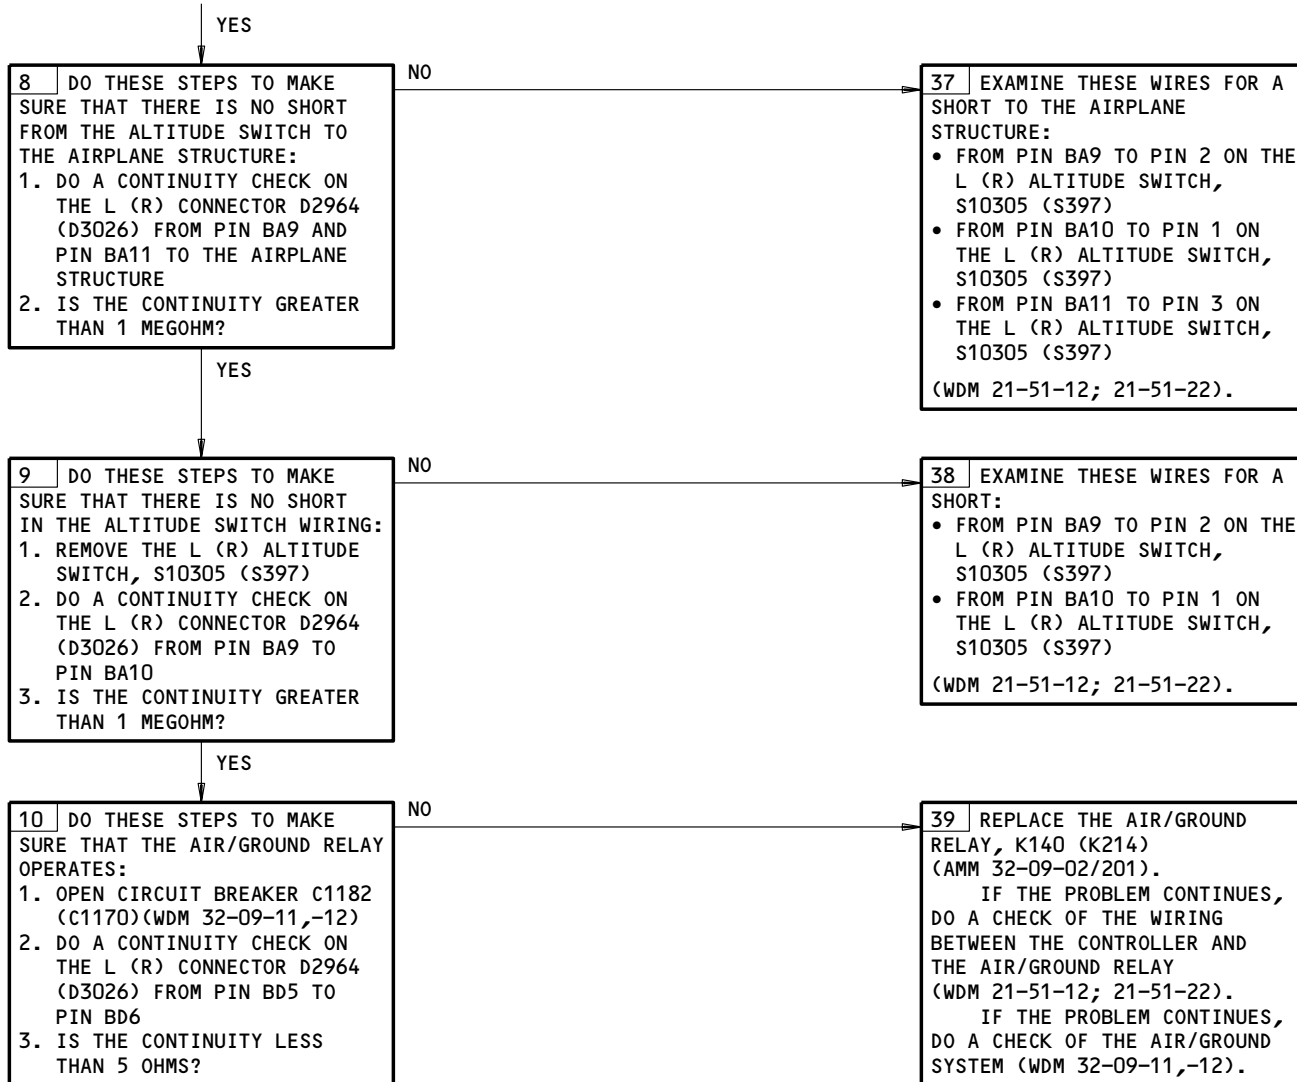 YES
8 DO THESE STEPS TO MAKE
SURE THAT THERE IS NO SHORT
FROM THE ALTITUDE SWITCH TO
THE AIRPLANE STRUCTURE:
1. DO A CONTINUITY CHECK ON
THE L (R) CONNECTOR D2964
(D3026) FROM PIN BA9 AND
PIN BA11 TO THE AIRPLANE
STRUCTURE
2. IS THE CONTINUITY GREATER
THAN 1 MEGOHM?
NO
37 EXAMINE THESE WIRES FOR A
SHORT TO THE AIRPLANE
STRUCTURE:
• FROM PIN BA9 TO PIN 2 ON THE
L (R) ALTITUDE SWITCH,
S10305 (S397)
• FROM PIN BA10 TO PIN 1 ON
THE L (R) ALTITUDE SWITCH,
S10305 (S397)
• FROM PIN BA11 TO PIN 3 ON
THE L (R) ALTITUDE SWITCH,
S10305 (S397)
(WDM 21-51-12; 21-51-22).
YES
9 DO THESE STEPS TO MAKE
SURE THAT THERE IS NO SHORT
IN THE ALTITUDE SWITCH WIRING:
1. REMOVE THE L (R) ALTITUDE
SWITCH, S10305 (S397)
2. DO A CONTINUITY CHECK ON
THE L (R) CONNECTOR D2964
(D3026) FROM PIN BA9 TO
PIN BA10
3. IS THE CONTINUITY GREATER
THAN 1 MEGOHM?
NO
38 EXAMINE THESE WIRES FOR A
SHORT:
• FROM PIN BA9 TO PIN 2 ON THE
L (R) ALTITUDE SWITCH,
S10305 (S397)
• FROM PIN BA10 TO PIN 1 ON
THE L (R) ALTITUDE SWITCH,
S10305 (S397)
(WDM 21-51-12; 21-51-22).
YES
10 DO THESE STEPS TO MAKE
SURE THAT THE AIR/GROUND RELAY
OPERATES:
1. OPEN CIRCUIT BREAKER C1182
(C1170)(WDM 32-09-11,-12)
2. DO A CONTINUITY CHECK ON
THE L (R) CONNECTOR D2964
(D3026) FROM PIN BD5 TO
PIN BD6
3. IS THE CONTINUITY LESS
THAN 5 OHMS?
NO
39 REPLACE THE AIR/GROUND
RELAY, K140 (K214)
(AMM 32-09-02/201).
IF THE PROBLEM CONTINUES,
DO A CHECK OF THE WIRING
BETWEEN THE CONTROLLER AND
THE AIR/GROUND RELAY
(WDM 21-51-12; 21-51-22).
IF THE PROBLEM CONTINUES,
DO A CHECK OF THE AIR/GROUND
SYSTEM (WDM 32-09-11,-12).